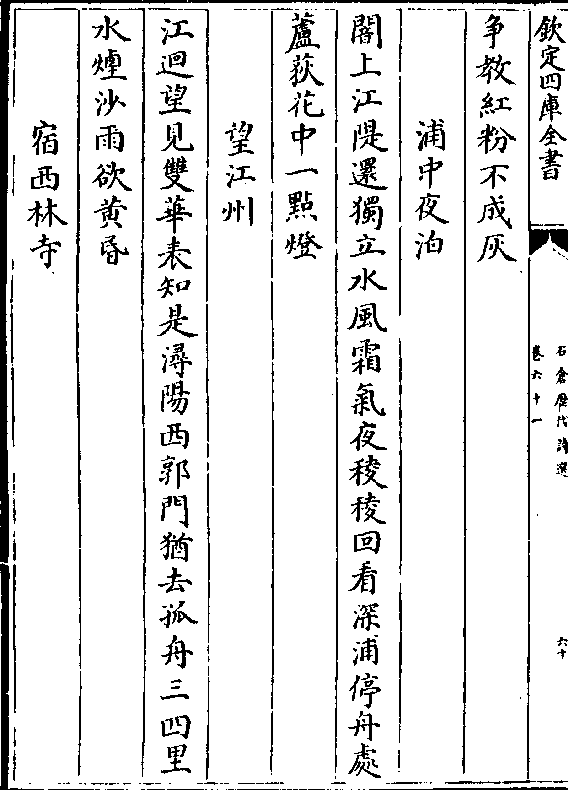 欽定四庫全書
石倉歷代詩選
卷六十一
六十
争教紅粉不成灰
浦中夜泊
闇上江隄還獨立水風霜氣夜稜稜回看深浦停舟處
蘆荻花中一點燈
望江州
江迴望見雙華表知是潯陽西郭門猶去孤舟三四里
水煙沙雨欲黄昏
宿西林寺